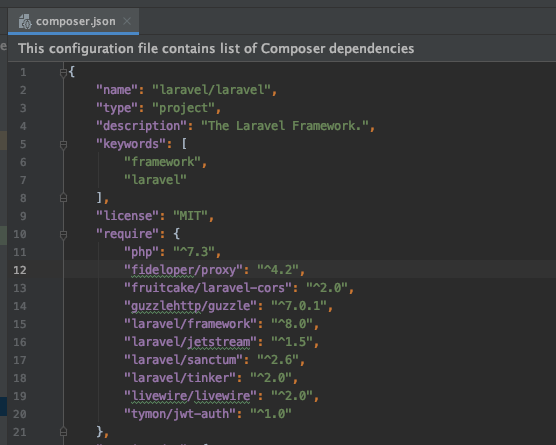 composer.json
This configuration file contains list of Composer dependencies
1 {
2 "name": "laravel/laravel",
3 "type": "project",
4 "description": "The Laravel Framework.",
5 "keywords": [
6 "framework",
7 "laravel"
8 ],
9 "license": "MIT",
10 "require": {
11 "php": "^7.3",
12 "fideloper/proxy": "^4.2",
13 "fruitcake/laravel-cors": "^2.0",
14 "guzzlehttp/guzzle": "^7.0.1",
15 "laravel/framework": "^8.0",
16 "laravel/jetstream": "^1.5",
17 "laravel/sanctum": "^2.6",
18 "laravel/tinker": "^2.0",
19 "livewire/livewire": "^2.0",
20 "tymon/jwt-auth": "^1.0"
21 },